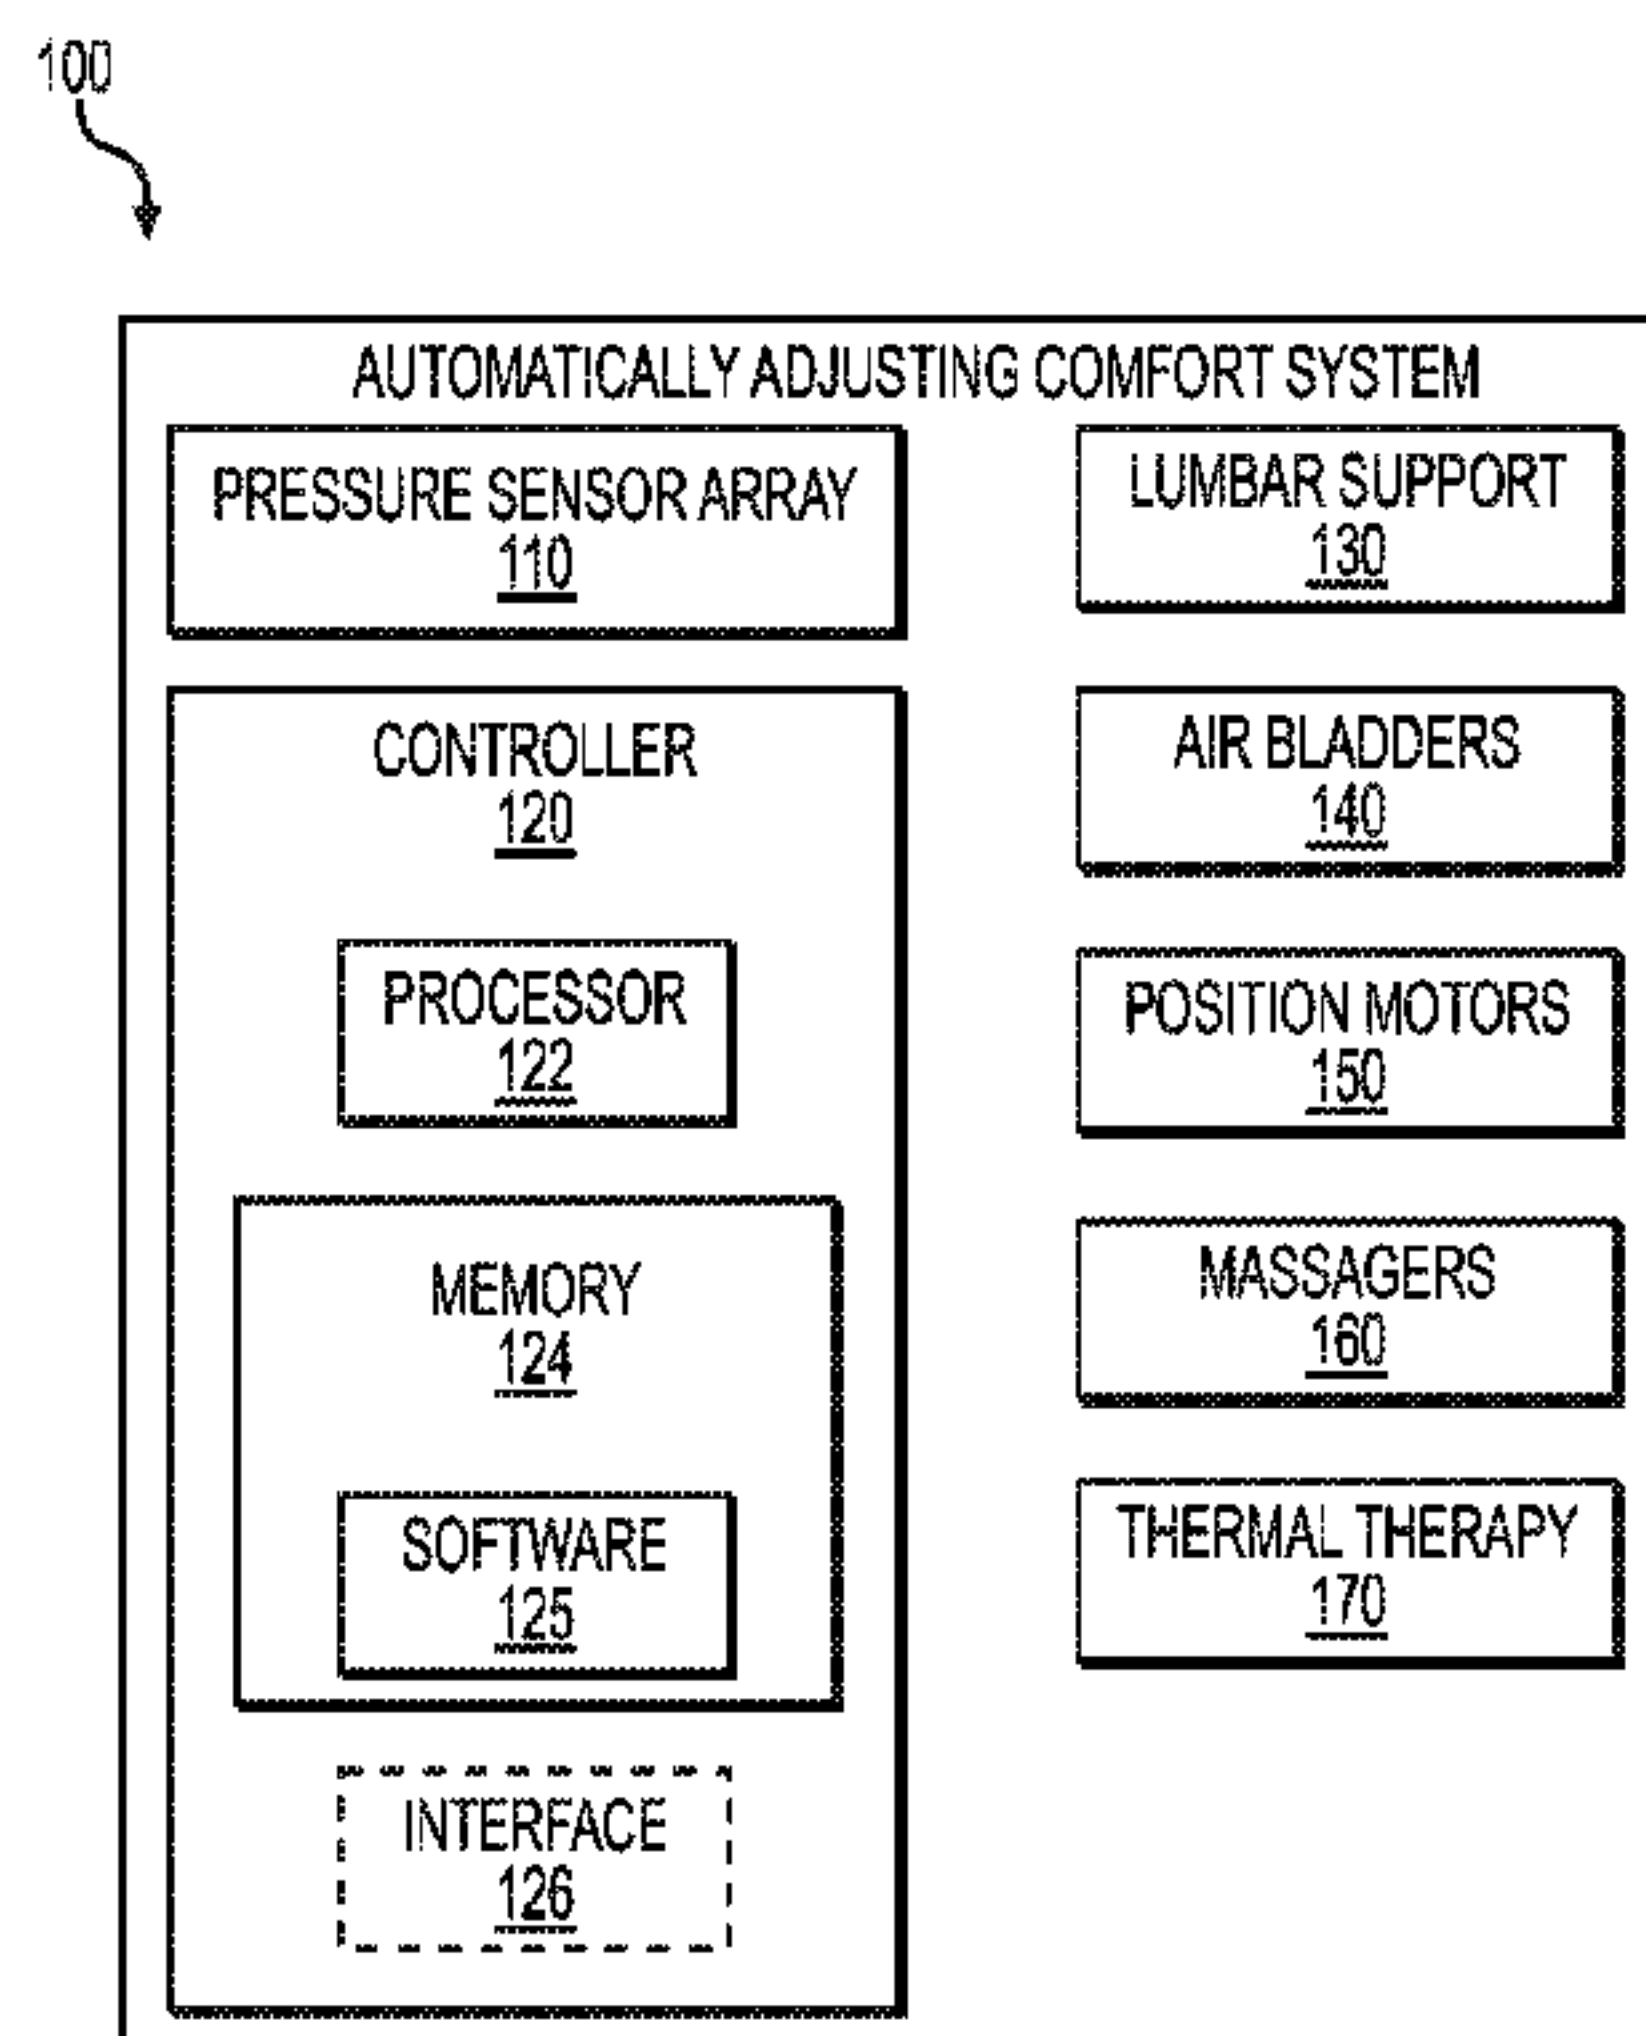 100
AUTOMATICALLY ADJUSTING COMFORT SYSTEM
PRESSURE SENSOR ARRAY
110
CONTROLLER
120
PROCESSOR
122
MEMORY
124
SOFTWARE
125
INTERFACE
126
LUMBAR SUPPORT
130
AIR BLADDERS
140
POSITION MOTORS
150
MASSAGERS
160
THERMAL THERAPY
170